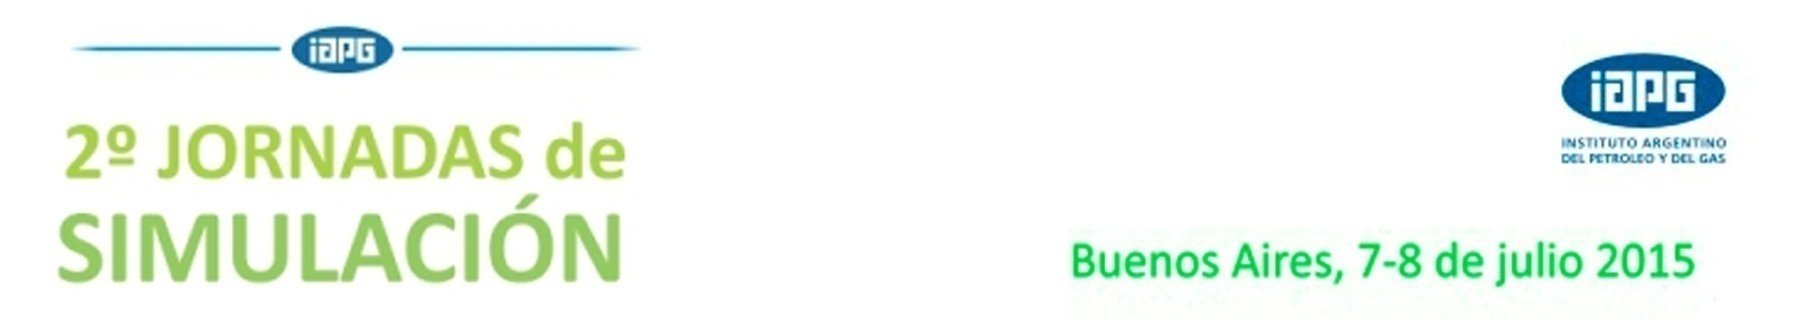 iAPG
2º JORNADAS de
SIMULACIÓN
iAPG
INSTITUTO ARGENTINO
DEL PETROLEO Y DEL GAS
Buenos Aires, 7-8 de julio 2015